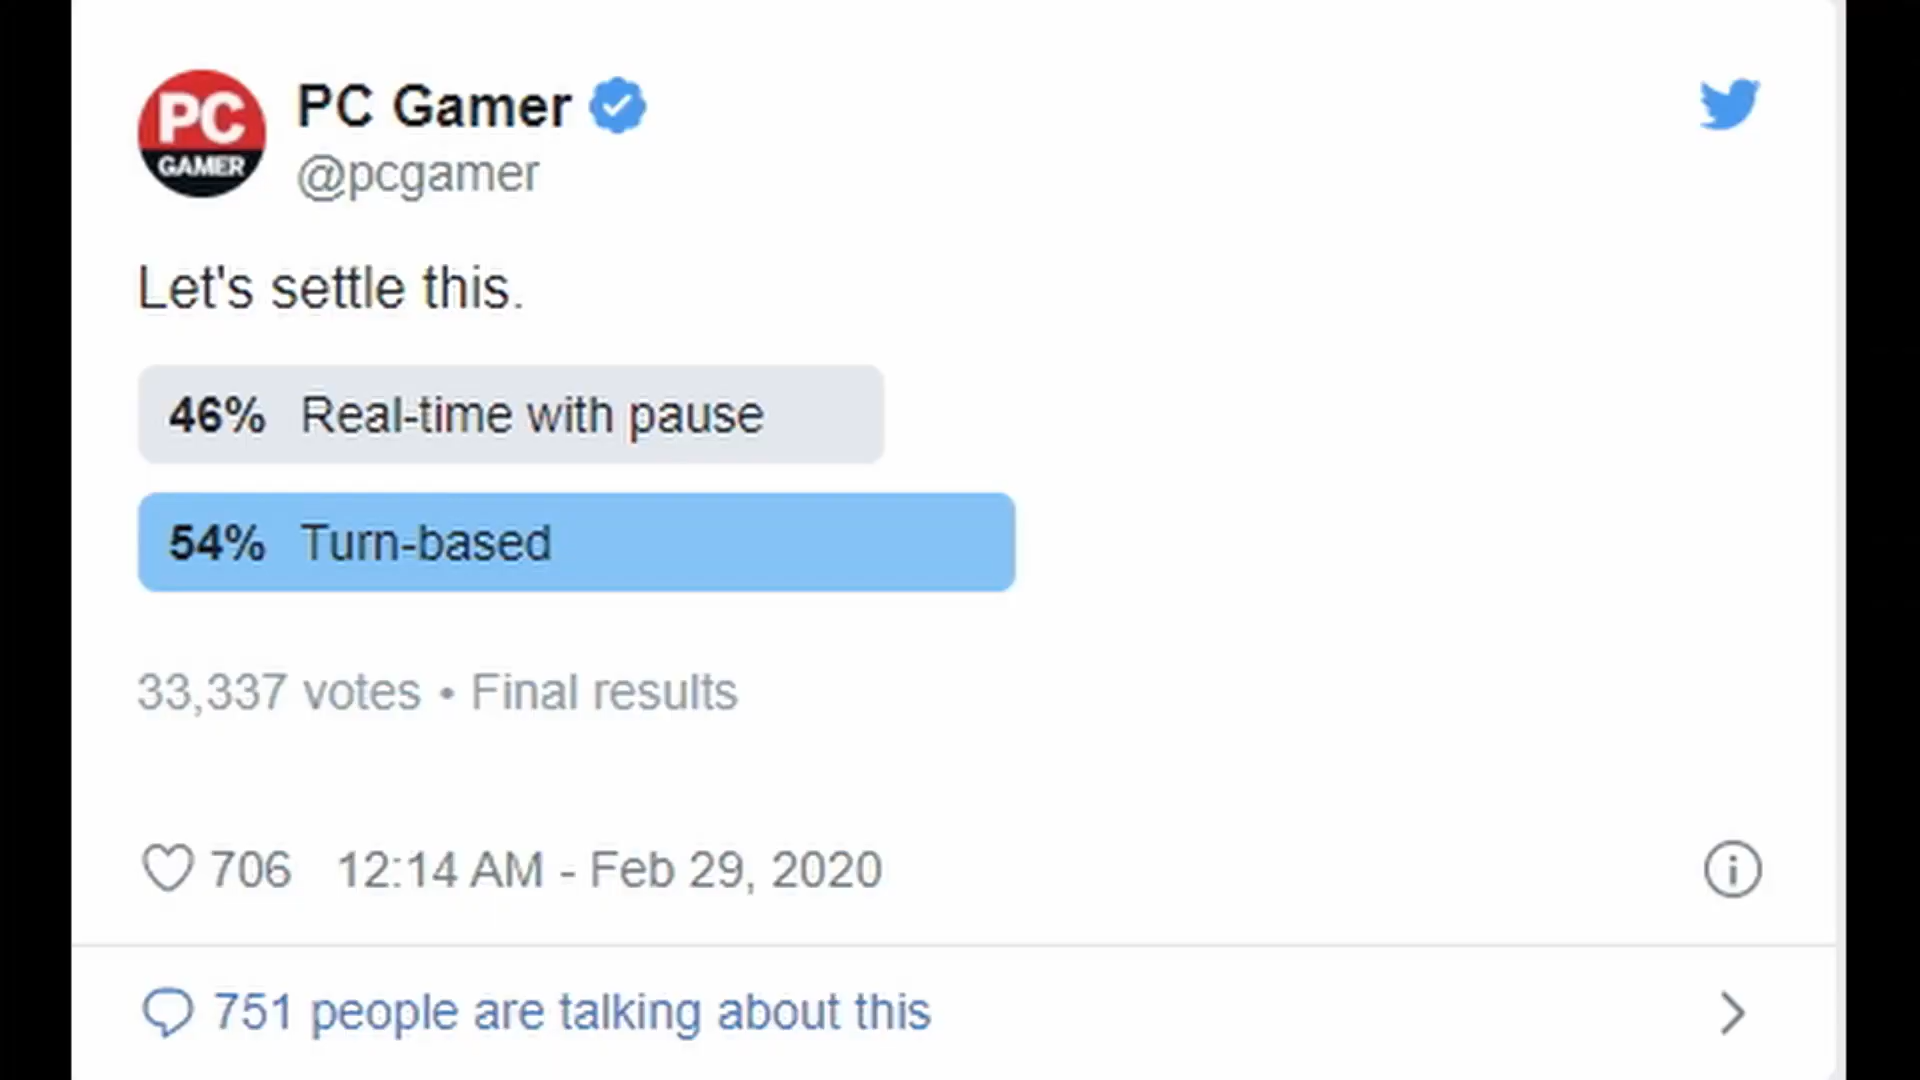 PC
GAMER
PC Gamer
@pcgamer
Let's settle this.
46% Real-time with pause
54% Turn-based
33,337 votes • Final results
706 12:14 AM - Feb 29, 2020
751 people are talking about this